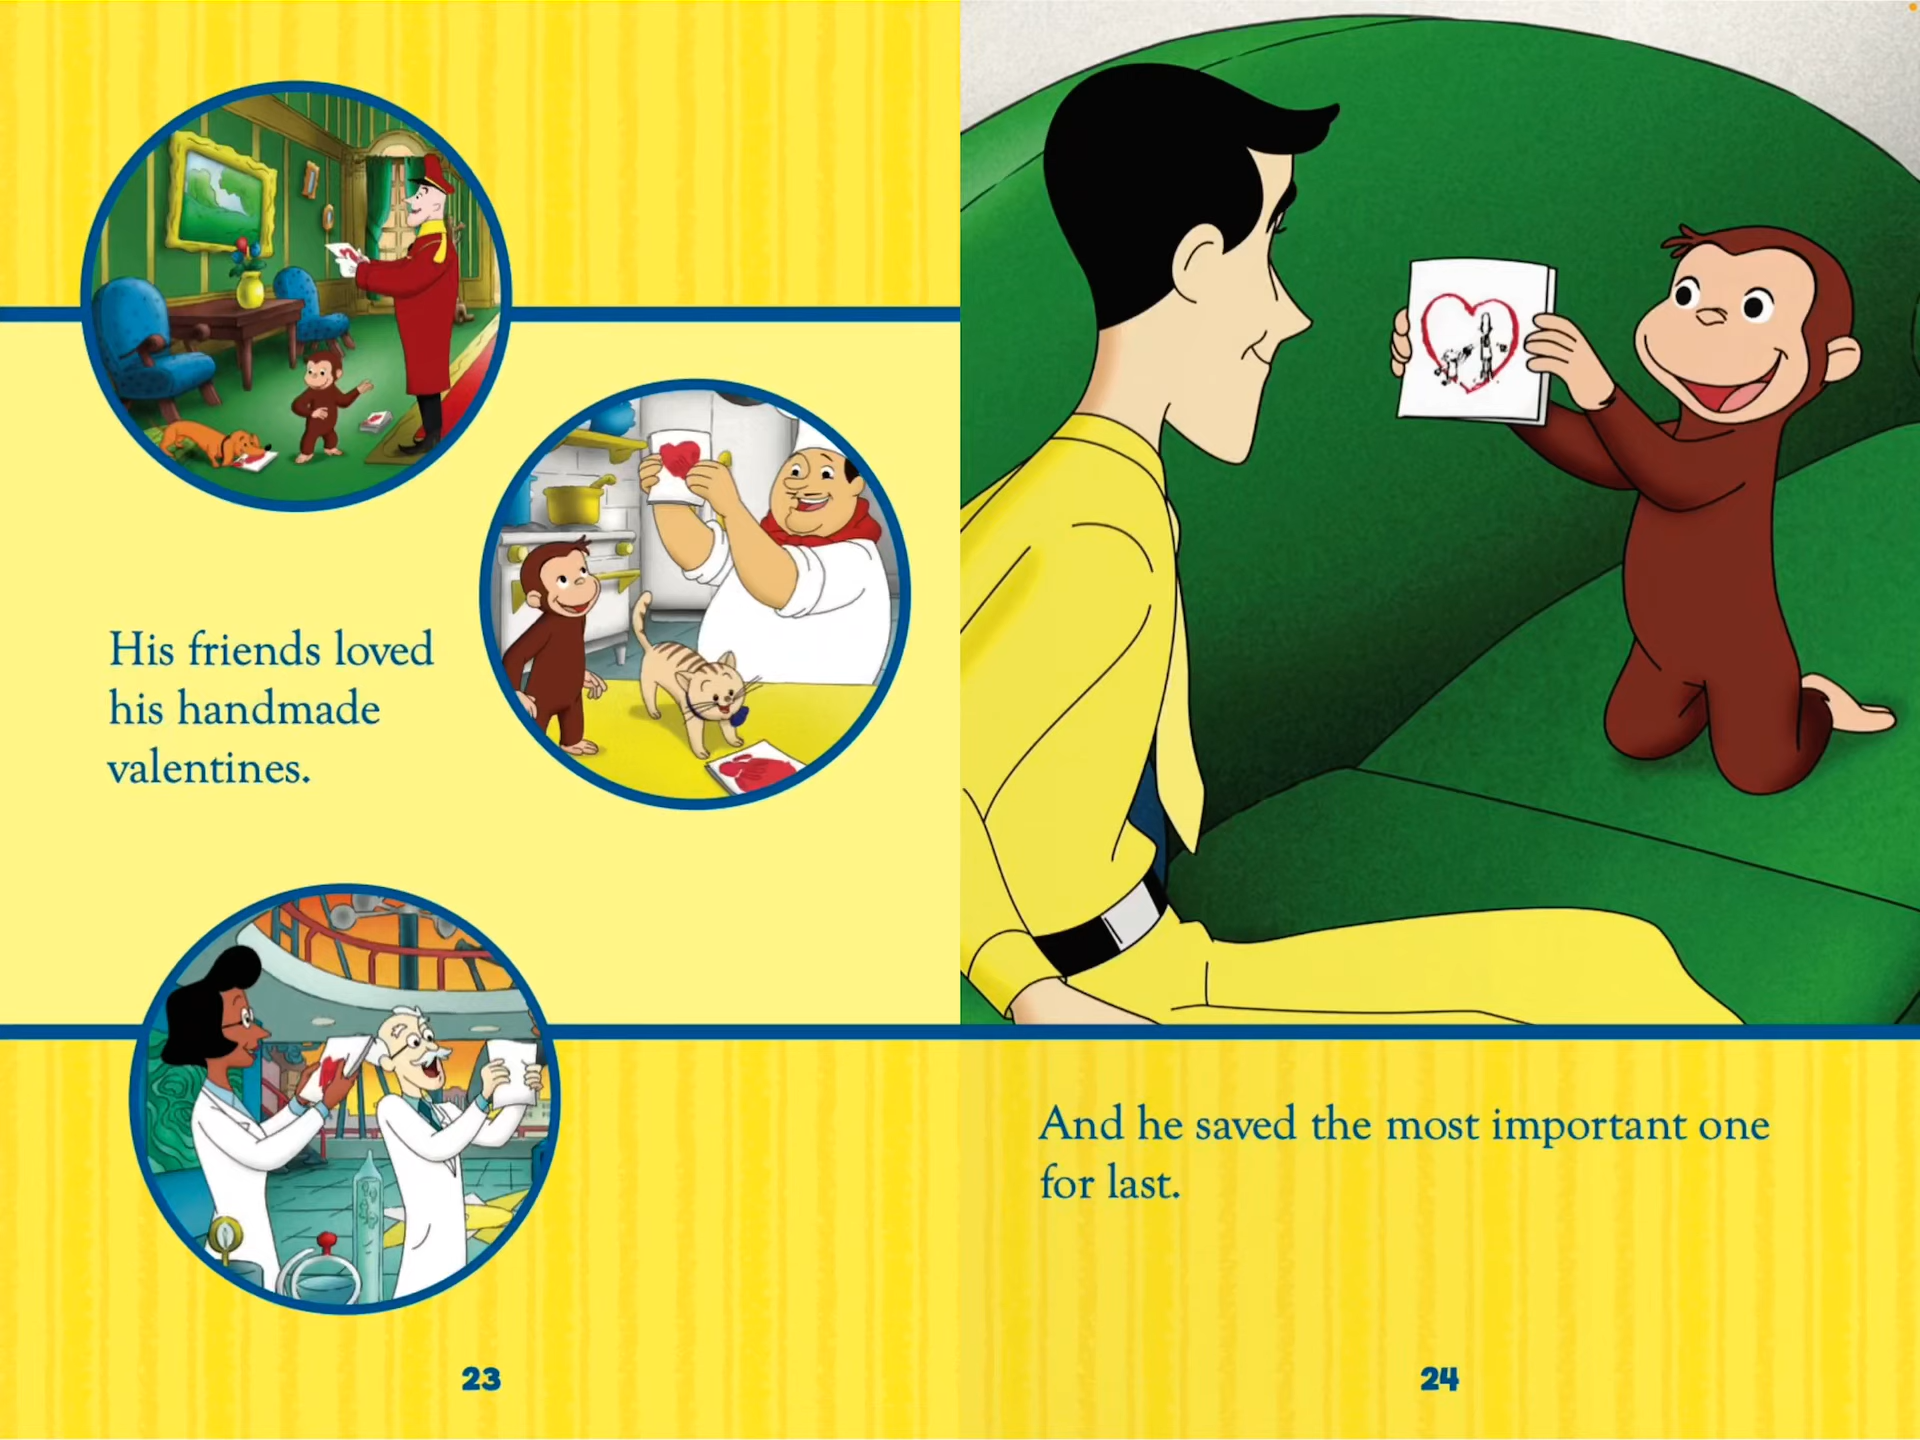 His friends loved
his handmade
valentines.
23
And he saved the most important one
for last.
24